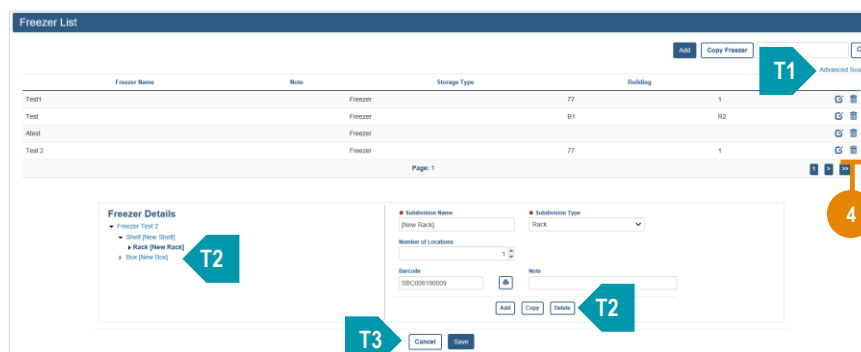 Freezer List
Add Copy Freezer
T1
Advanced Sea
Freezer Name Note Storage Type Building
Test1 Freezer 77 1
Test Freezer B1 R2
Atest Freezer
Test 2 Freezer 77 1
Page: 1 1 > >>
4
Freezer Details
Freezer Test 2
Shelf [New Shelf]
Rack [New Rack]
Box [New Box]
T2
* Subdivision Name * Subdivision Type
[New Rack] Rack
Number of Locations
1
Barcode Note
SBC008190009
Add Copy Delete
T2
T3
Cancel Save